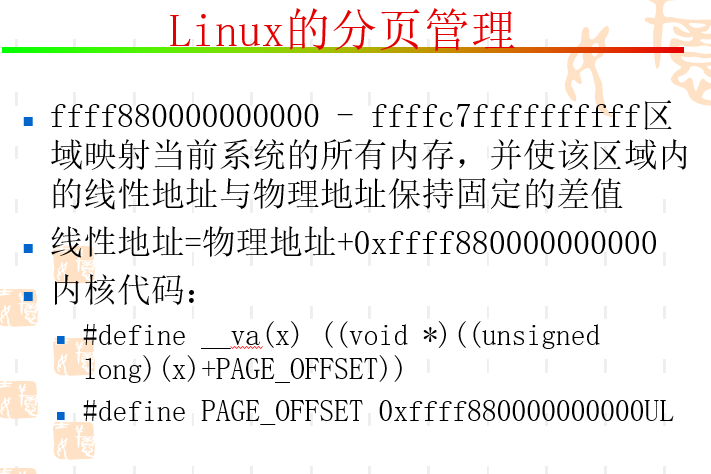 Linux的分页管理
ffff880000000000 - ffffc7ffffffffff区
域映射当前系统的所有内存，并使该区域内
的线性地址与物理地址保持固定的差值
线性地址=物理地址+0xffff880000000000
内核代码：
#define __va(x) ((void *)((unsigned
long)(x)+PAGE_OFFSET))
#define PAGE_OFFSET 0xffff880000000000UL